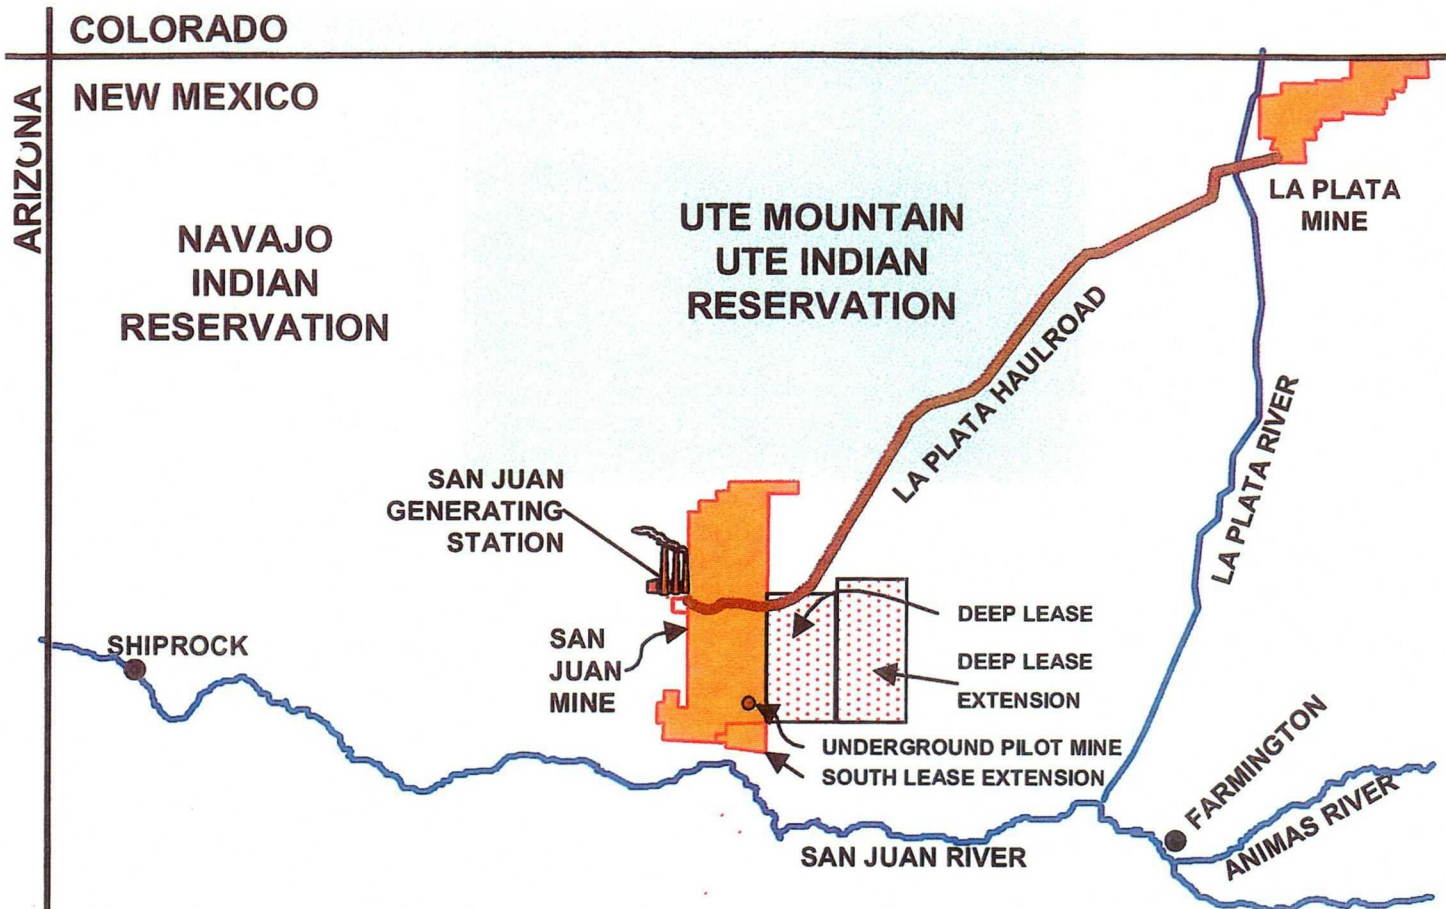 COLORADO
NEW MEXICO
ARIZONA
NAVAJO
INDIAN
RESERVATION
UTE MOUNTAIN
UTE INDIAN
RESERVATION
LA PLATA
MINE
LA PLATA HAULROAD
LA PLATA RIVER
SAN JUAN
GENERATING
STATION
SAN
JUAN
MINE
DEEP LEASE
DEEP LEASE
EXTENSION
UNDERGROUND PILOT MINE
SOUTH LEASE EXTENSION
SHIPROCK
FARMINGTON
ANIMAS RIVER
SAN JUAN RIVER